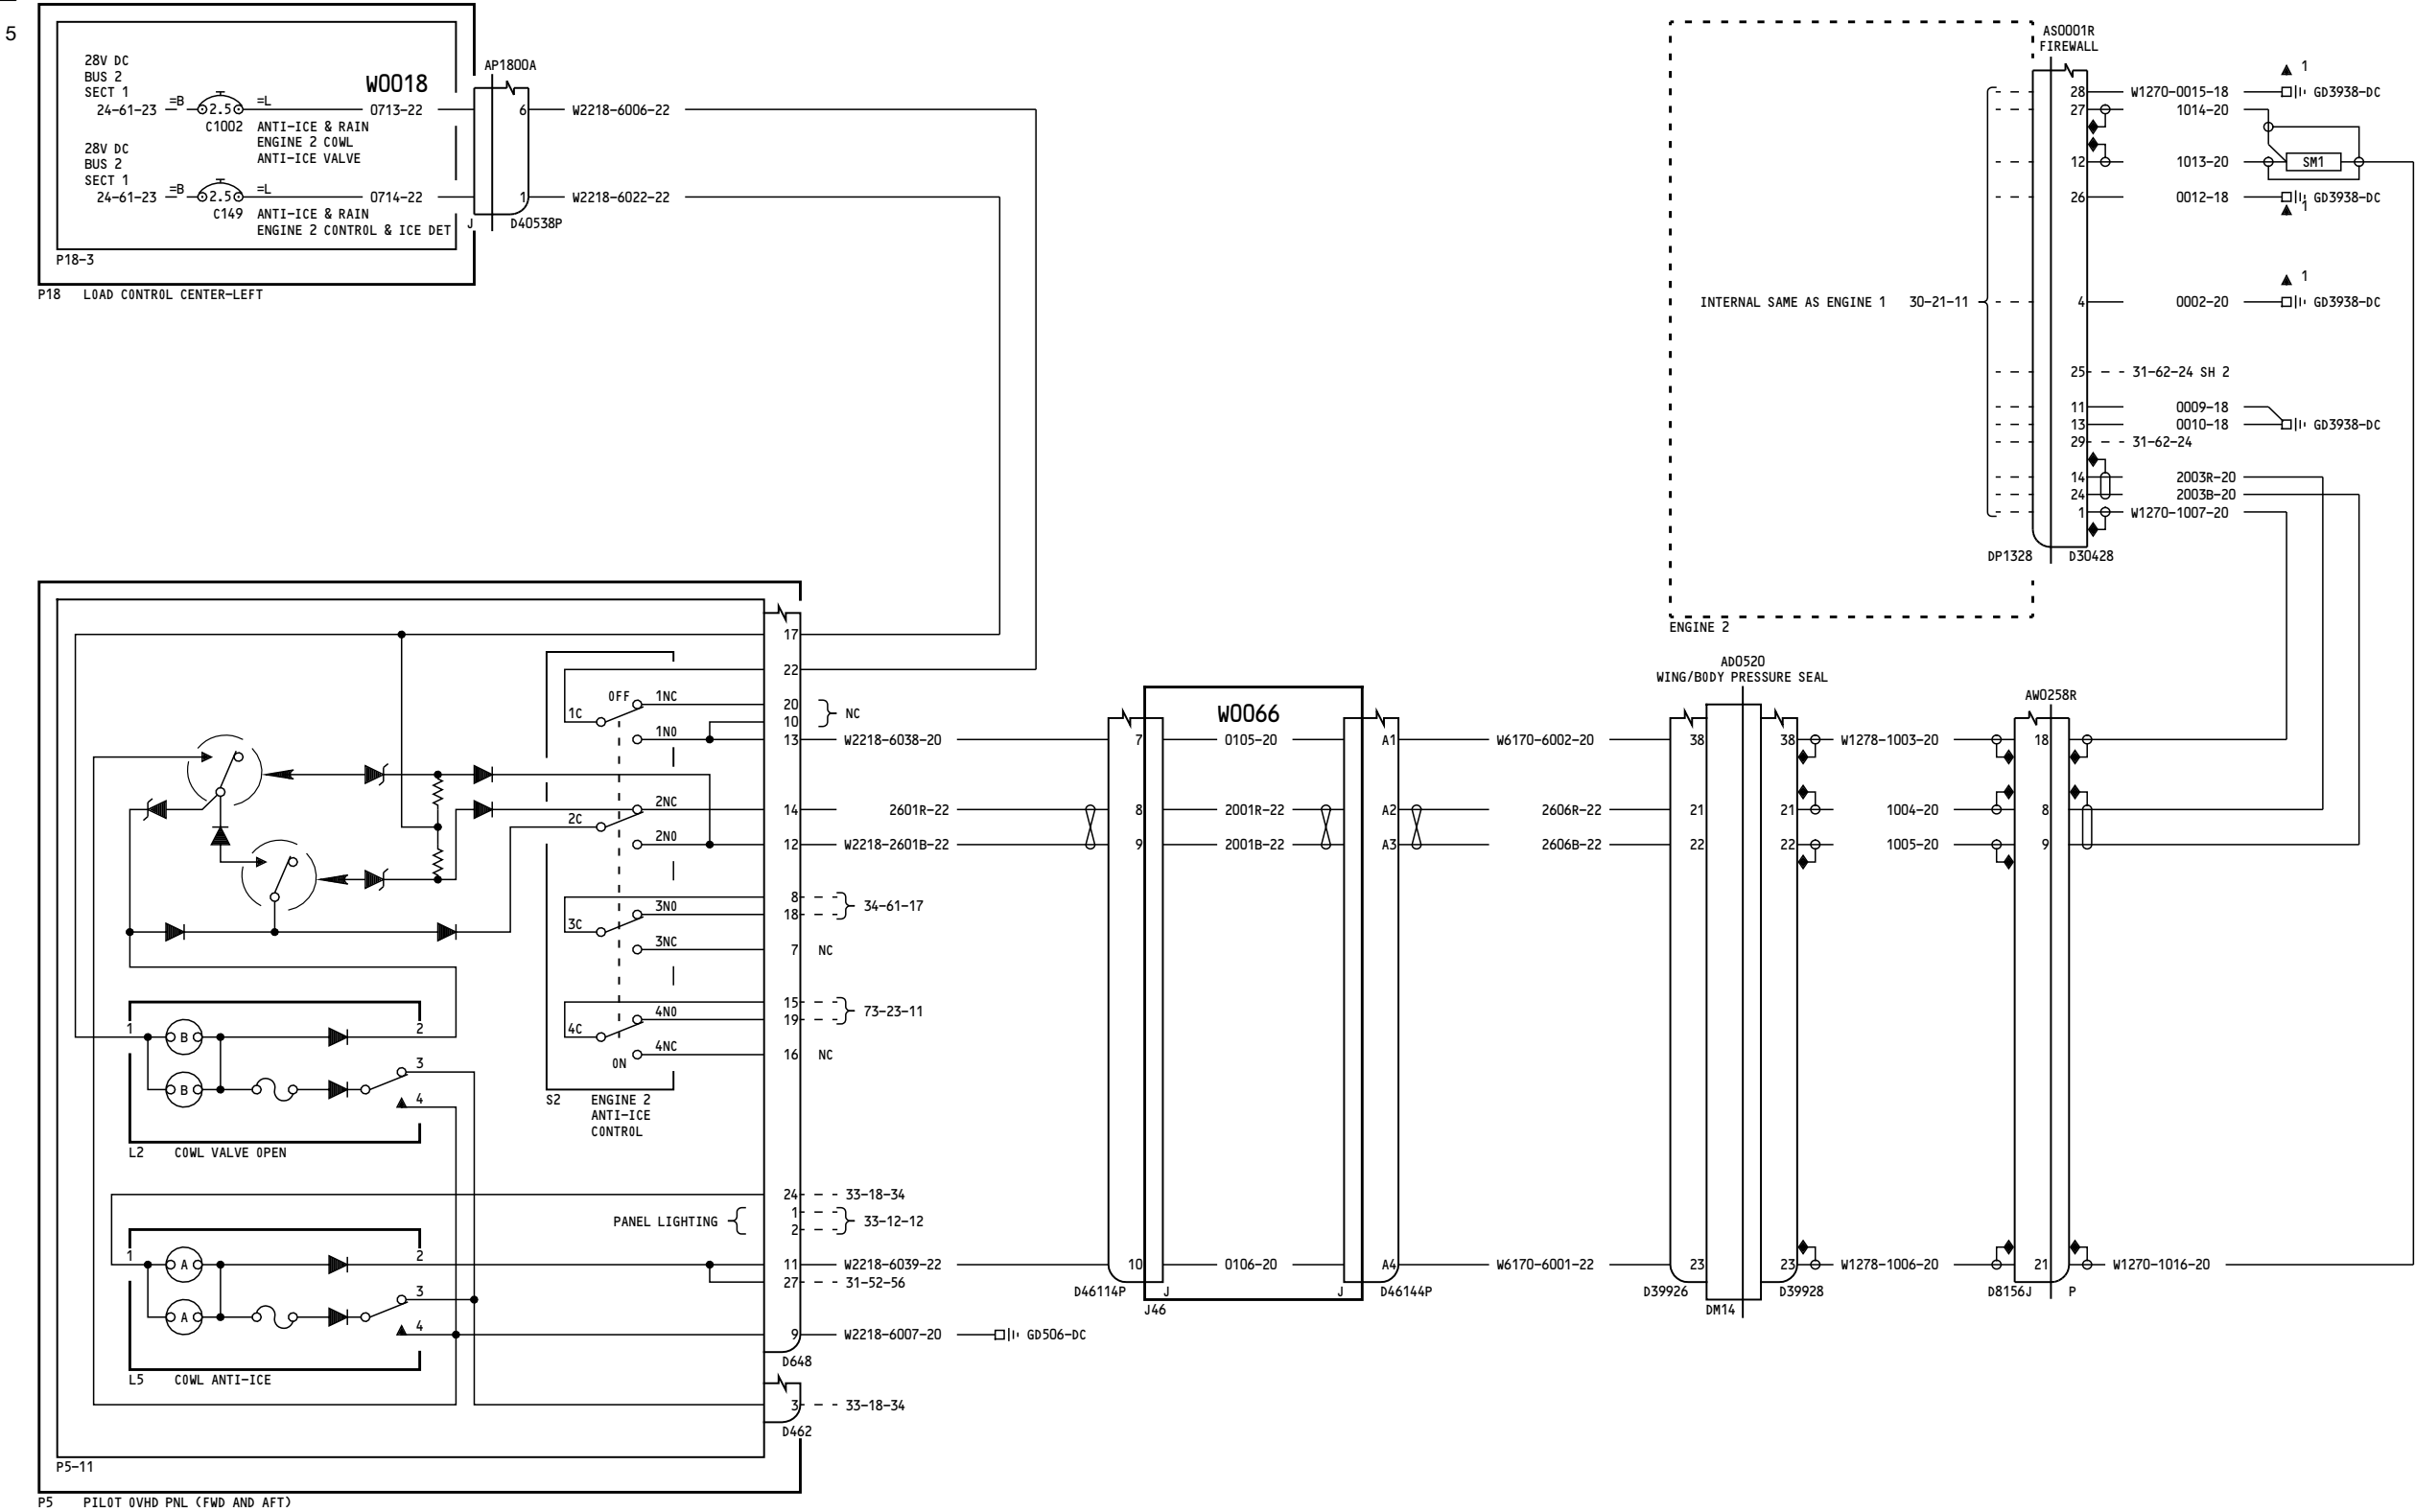 5
28V DC
BUS 2
SECT 1
24-61-23
=B
2.5
=L
C1002
ANTI-ICE & RAIN
ENGINE 2 COWL
ANTI-ICE VALVE
W0018
0713-22
28V DC
BUS 2
SECT 1
24-61-23
=B
2.5
=L
C149
ANTI-ICE & RAIN
ENGINE 2 CONTROL & ICE DET
0714-22
P18-3
P18 LOAD CONTROL CENTER-LEFT
AP1800A
6
W2218-6006-22
1
W2218-6022-22
J
D40538P
AS0001R
FIREWALL
28
W1270-0015-18
1
GD3938-DC
27
1014-20
12
1013-20
SM1
26
0012-18
GD3938-DC
1
INTERNAL SAME AS ENGINE 1
30-21-11
4
0002-20
1
GD3938-DC
25
31-62-24 SH 2
11
0009-18
13
0010-18
GD3938-DC
29
31-62-24
14
2003R-20
24
2003B-20
1
W1270-1007-20
DP1328
D30428
ENGINE 2
17
22
OFF
1NC
20
1C
10
NC
1NO
13
W2218-6038-20
2NC
14
2601R-22
2C
2NO
12
W2218-2601B-22
8
3NO
18
34-61-17
3C
3NC
7
NC
15
4NO
19
73-23-11
4C
4NC
16
NC
ON
S2
ENGINE 2
ANTI-ICE
CONTROL
1
B
2
B
3
4
L2 COWL VALVE OPEN
24
33-18-34
PANEL LIGHTING
1
2
33-12-12
1
A
2
11
W2218-6039-22
27
31-52-56
A
3
4
9
W2218-6007-20
GD506-DC
L5 COWL ANTI-ICE
D648
3
33-18-34
D462
P5-11
P5 PILOT OVHD PNL (FWD AND AFT)
W0066
7
0105-20
A1
W6170-6002-20
8
2001R-22
A2
2606R-22
9
2001B-22
A3
2606B-22
10
0106-20
A4
W6170-6001-22
D46114P
J
J
D46144P
J46
AD0520
WING/BODY PRESSURE SEAL
38
38
W1278-1003-20
21
21
1004-20
22
22
1005-20
23
23
W1278-1006-20
D39926
D39928
DM14
AW0258R
18
8
9
21
W1270-1016-20
D8156J
P